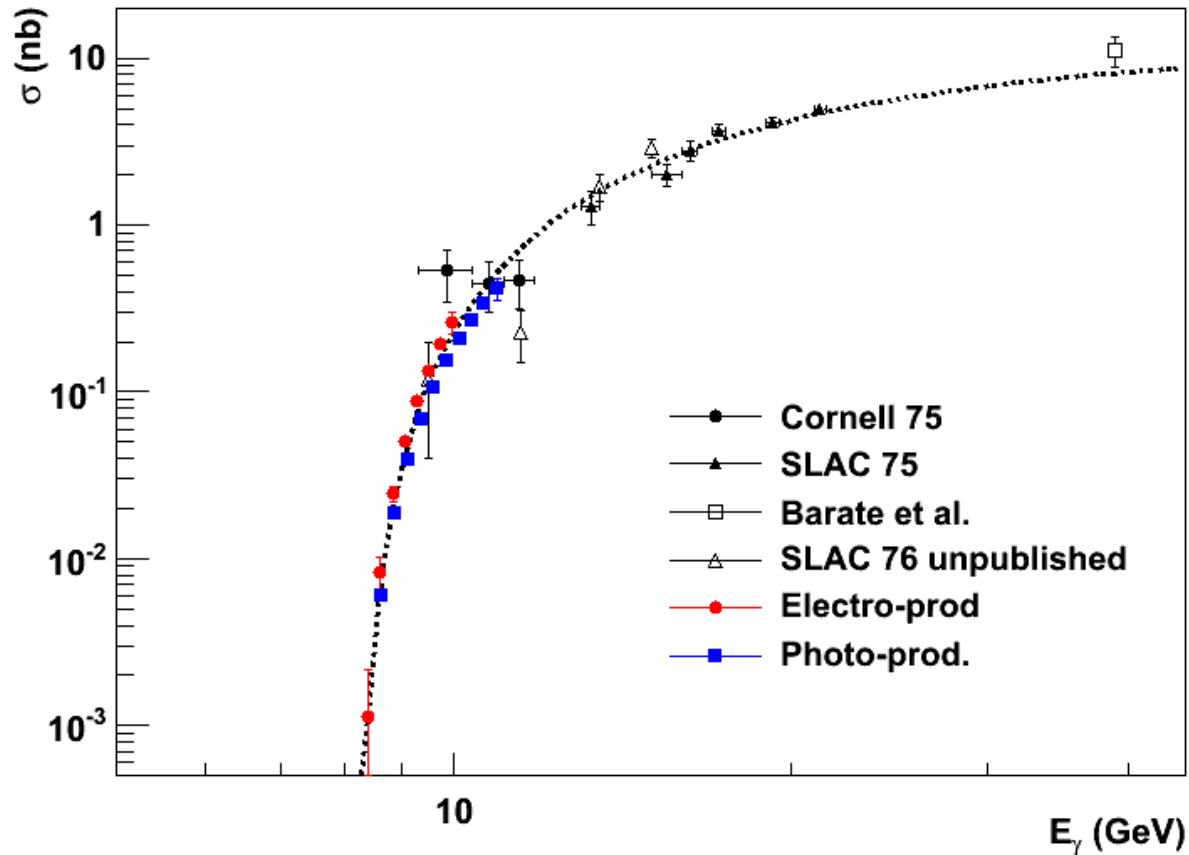 σ (nb)
10
1
10⁻¹
10⁻²
10⁻³
Cornell 75
SLAC 75
Barate et al.
SLAC 76 unpublished
Electro-prod
Photo-prod.
10
Eγ (GeV)